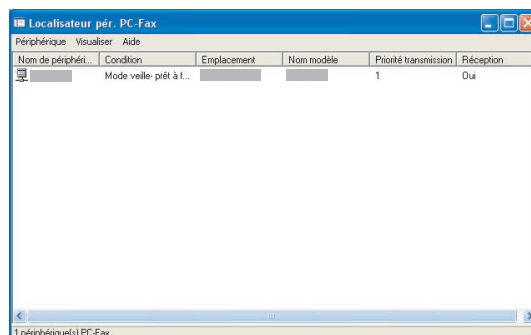 Localisateur pér. PC-Fax
Périphérique Visualiser Aide
Nom de périphéri... Condition Emplacement Nom modèle Priorité transmission Réception
Mode veille- prêt à f... 1 Oui
1 périphérique(s) PC-Fax